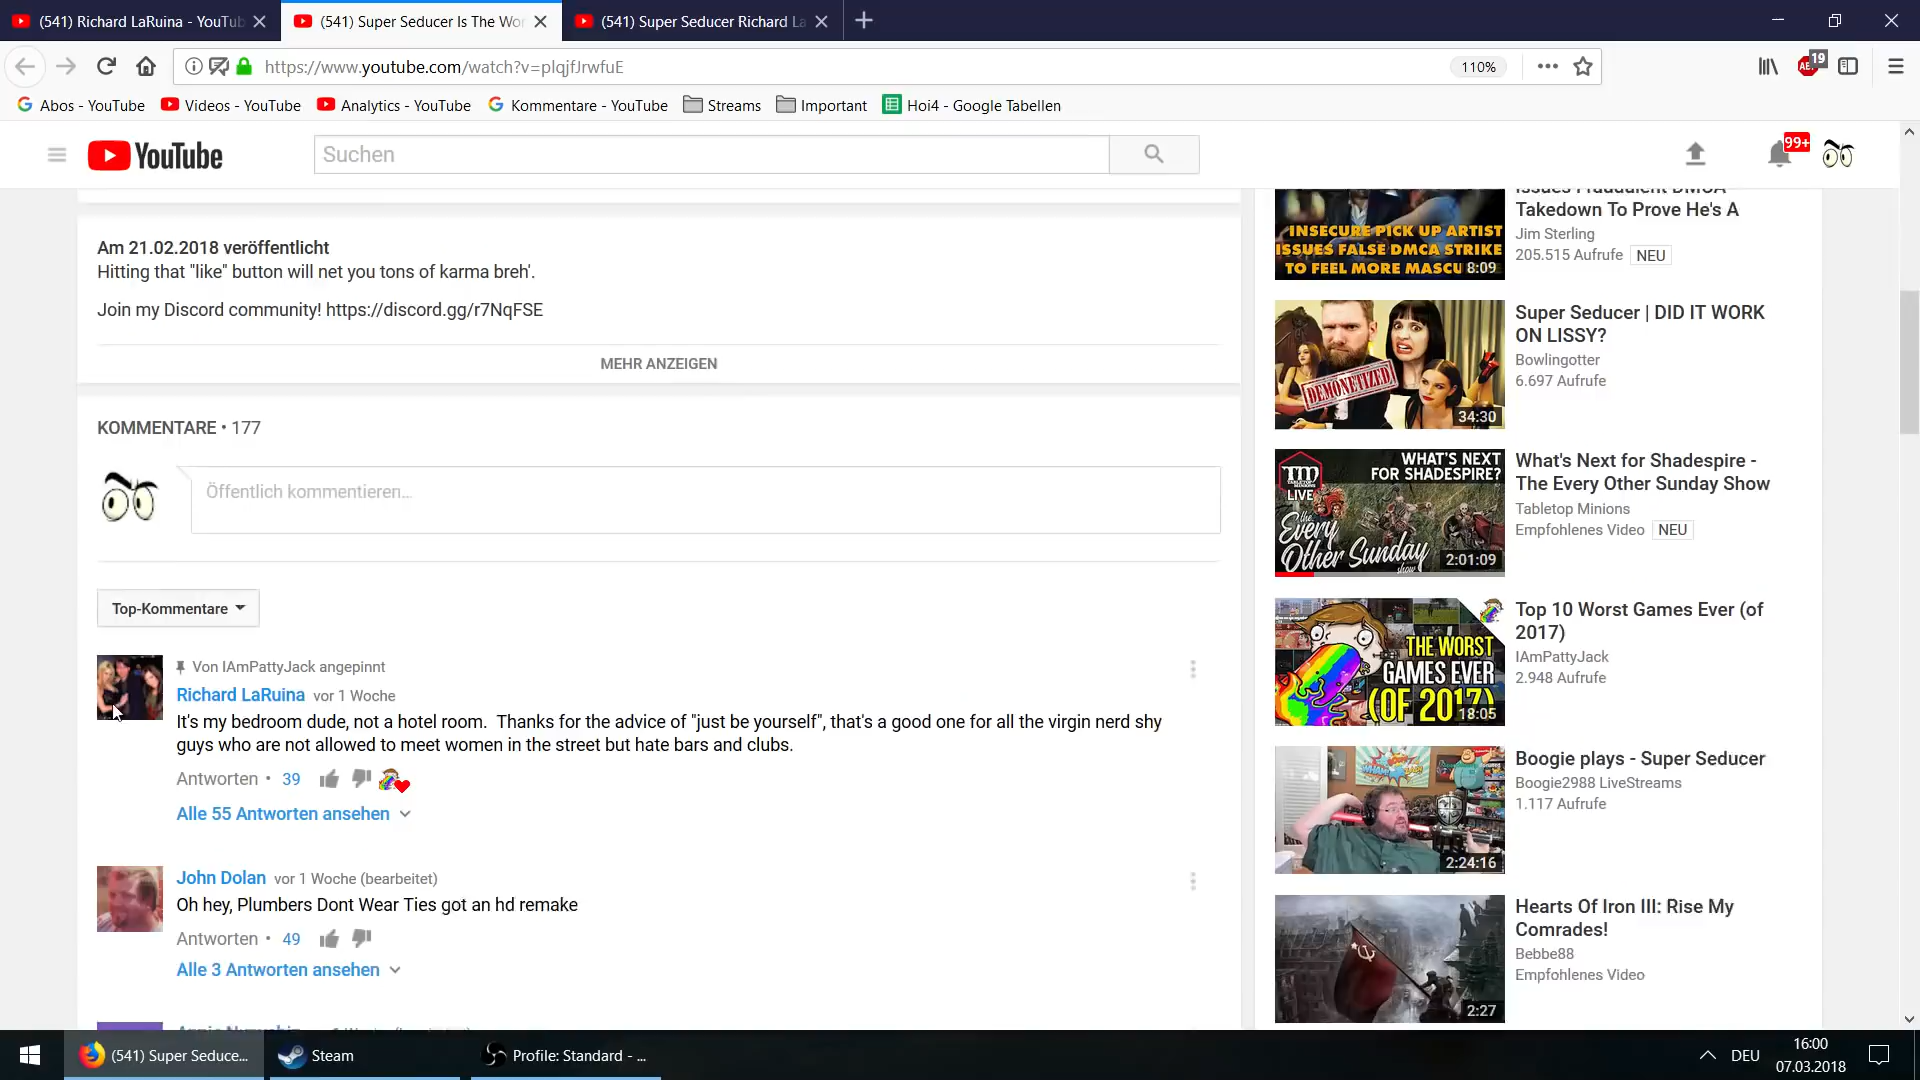 (541) Richard LaRuina - YouTub
(541) Super Seducer Is The Wo
(541) Super Seducer Richard La
https://www.youtube.com/watch?v=plqjfJrwfuE
110%
19
Abos - YouTube
Videos - YouTube
Analytics - YouTube
Kommentare - YouTube
Streams
Important
Hoi4 - Google Tabellen
YouTube
Suchen
99+
Am 21.02.2018 veröffentlicht
Hitting that "like" button will net you tons of karma breh'.
Join my Discord community! https://discord.gg/r7NqFSE
MEHR ANZEIGEN
KOMMENTARE • 177
Öffentlich kommentieren...
Top-Kommentare
Von IAmPattyJack angepinnt
Richard LaRuina vor 1 Woche
It's my bedroom dude, not a hotel room. Thanks for the advice of "just be yourself", that's a good one for all the virgin nerd shy
guys who are not allowed to meet women in the street but hate bars and clubs.
Antworten • 39
Alle 55 Antworten ansehen
John Dolan vor 1 Woche (bearbeitet)
Oh hey, Plumbers Dont Wear Ties got an hd remake
Antworten • 49
Alle 3 Antworten ansehen
INSECURE PICK UP ARTIST
ISSUES FALSE DMCA STRIKE
TO FEEL MORE MASCU
8:09
Issues Fraudulent DMCA
Takedown To Prove He's A
Jim Sterling
205.515 Aufrufe NEU
DEMONETIZED
34:30
Super Seducer | DID IT WORK
ON LISSY?
Bowlingotter
6.697 Aufrufe
TM
LIVE
WHAT'S NEXT
FOR SHADESPIRE?
the
Every
Other Sunday
show
2:01:09
What's Next for Shadespire -
The Every Other Sunday Show
Tabletop Minions
Empfohlenes Video NEU
THE WORST
GAMES EVER
(OF 2017)
18:05
Top 10 Worst Games Ever (of
2017)
IAmPattyJack
2.948 Aufrufe
2:24:16
Boogie plays - Super Seducer
Boogie2988 LiveStreams
1.117 Aufrufe
2:27
Hearts Of Iron III: Rise My
Comrades!
Bebbe88
Empfohlenes Video
(541) Super Seduce...
Steam
Profile: Standard - ...
DEU
16:00
07.03.2018